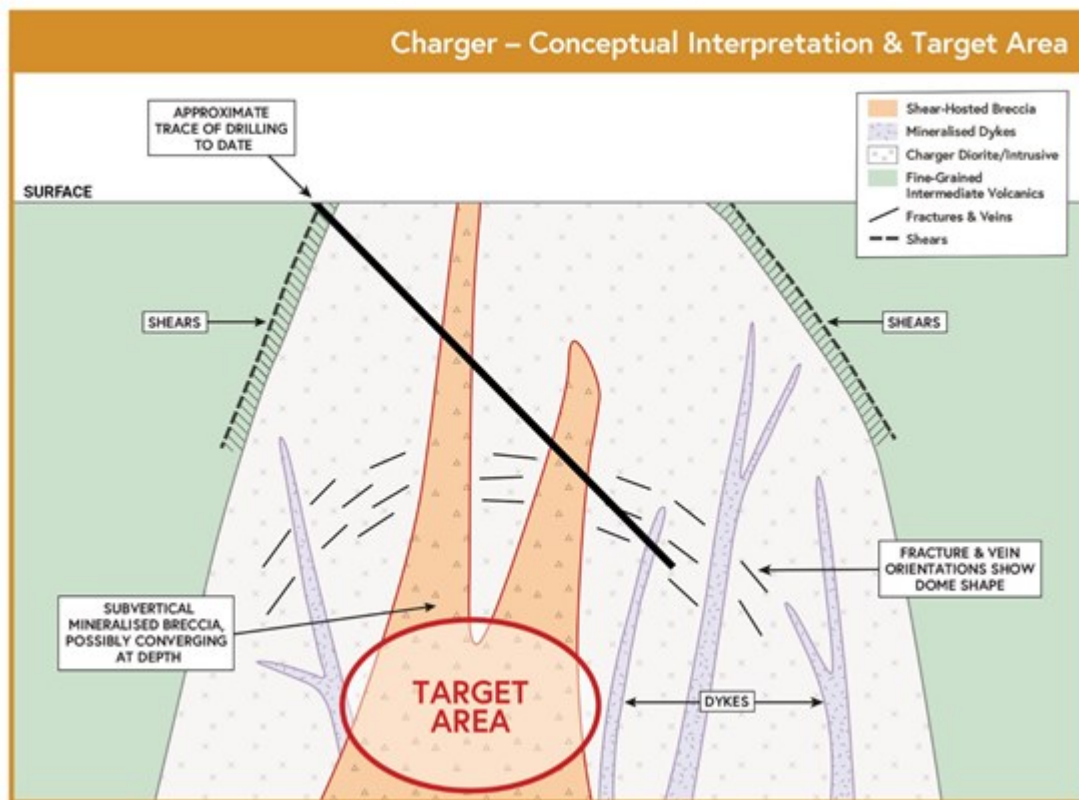 Charger – Conceptual Interpretation & Target Area
APPROXIMATE
TRACE OF DRILLING
TO DATE
Shear-Hosted Breccia
Mineralised Dykes
Charger Diorite/Intrusive
Fine-Grained
Intermediate Volcanics
Fractures & Veins
Shears
SURFACE
SHEARS
SHEARS
FRACTURE & VEIN
ORIENTATIONS SHOW
DOME SHAPE
SUBVERTICAL
MINERALISED BRECCIA,
POSSIBLY CONVERGING
AT DEPTH
TARGET
AREA
DYKES